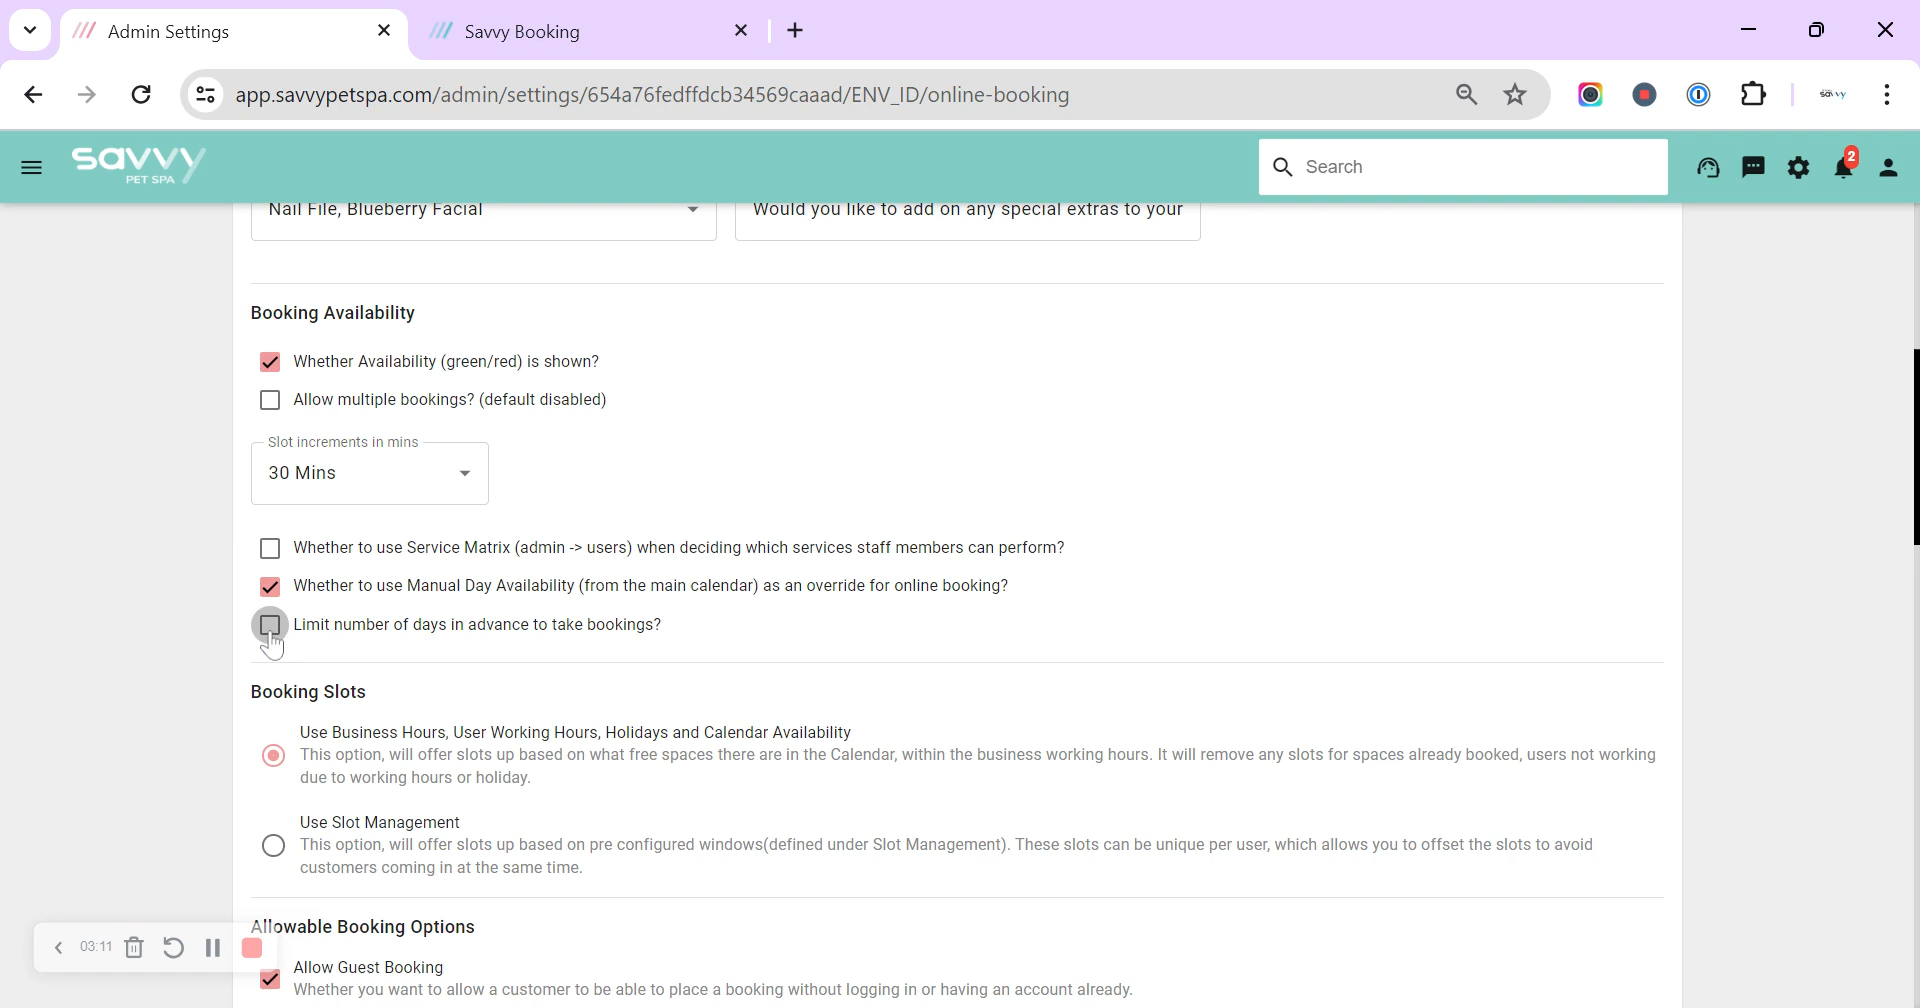 Admin Settings
Savvy Booking
app.savvypetspa.com/admin/settings/654a76fedffdcb34569caaad/ENV_ID/online-booking
savvy
savvy
PET SPA
Search
2
Nail File, Blueberry Facial
Would you like to add on any special extras to your
Booking Availability
Whether Availability (green/red) is shown?
Allow multiple bookings? (default disabled)
Slot increments in mins
30 Mins
Whether to use Service Matrix (admin -> users) when deciding which services staff members can perform?
Whether to use Manual Day Availability (from the main calendar) as an override for online booking?
Limit number of days in advance to take bookings?
Booking Slots
Use Business Hours, User Working Hours, Holidays and Calendar Availability
This option, will offer slots up based on what free spaces there are in the Calendar, within the business working hours. It will remove any slots for spaces already booked, users not working
due to working hours or holiday.
Use Slot Management
This option, will offer slots up based on pre configured windows(defined under Slot Management). These slots can be unique per user, which allows you to offset the slots to avoid
customers coming in at the same time.
Allowable Booking Options
03:11
Allow Guest Booking
Whether you want to allow a customer to be able to place a booking without logging in or having an account already.